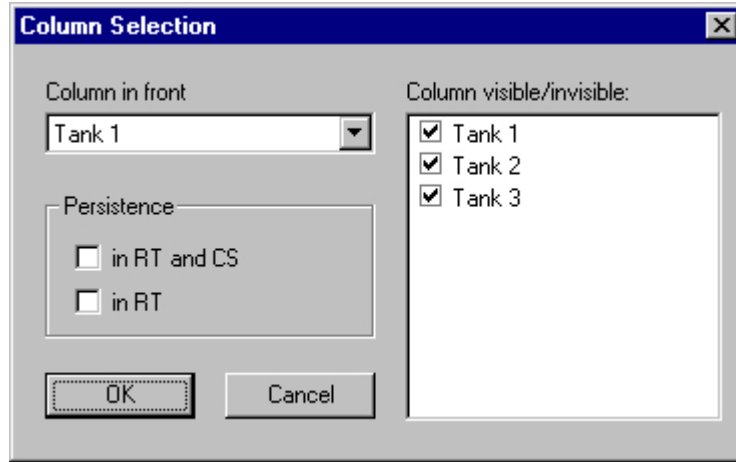 Column Selection
Column in front
Tank 1
Persistence
in RT and CS
in RT
OK
Cancel
Column visible/invisible:
Tank 1
Tank 2
Tank 3